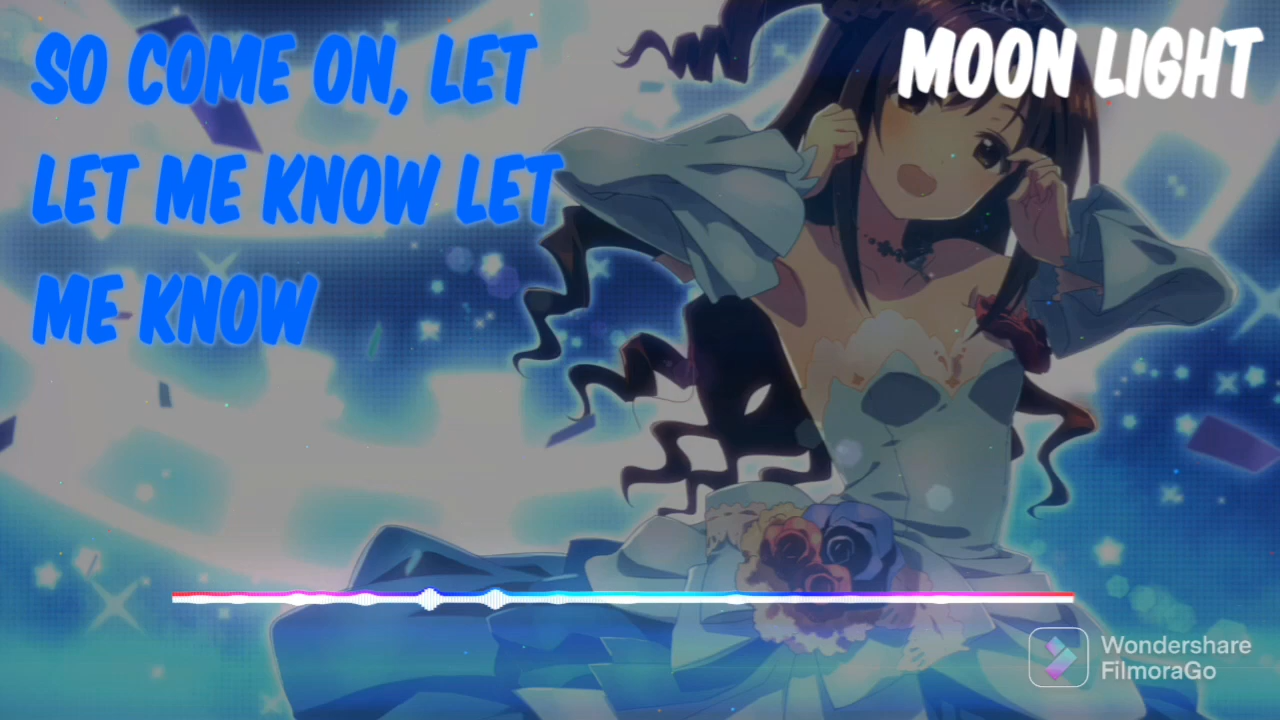 SO COME ON, LET
LET ME KNOW LET
ME KNOW
MOON LIGHT
Wondershare
FilmoraGo